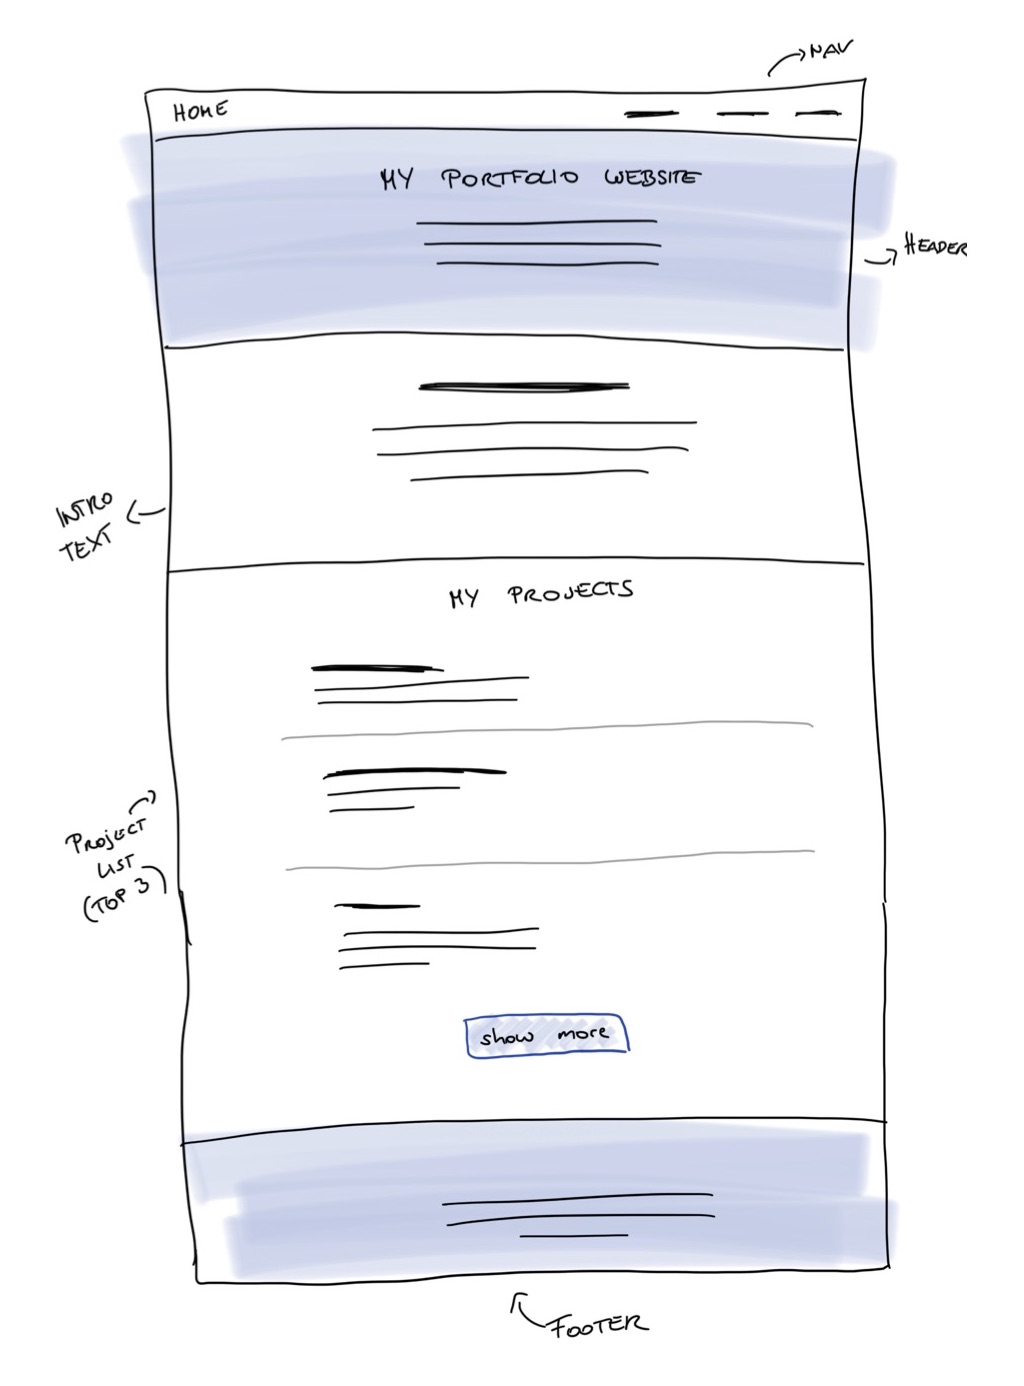 NAV
HOME
MY PORTFOLIO WEBSITE
HEADER
INTRO
TEXT
MY PROJECTS
PROJECT
LIST
(TOP 3
show more
FOOTER